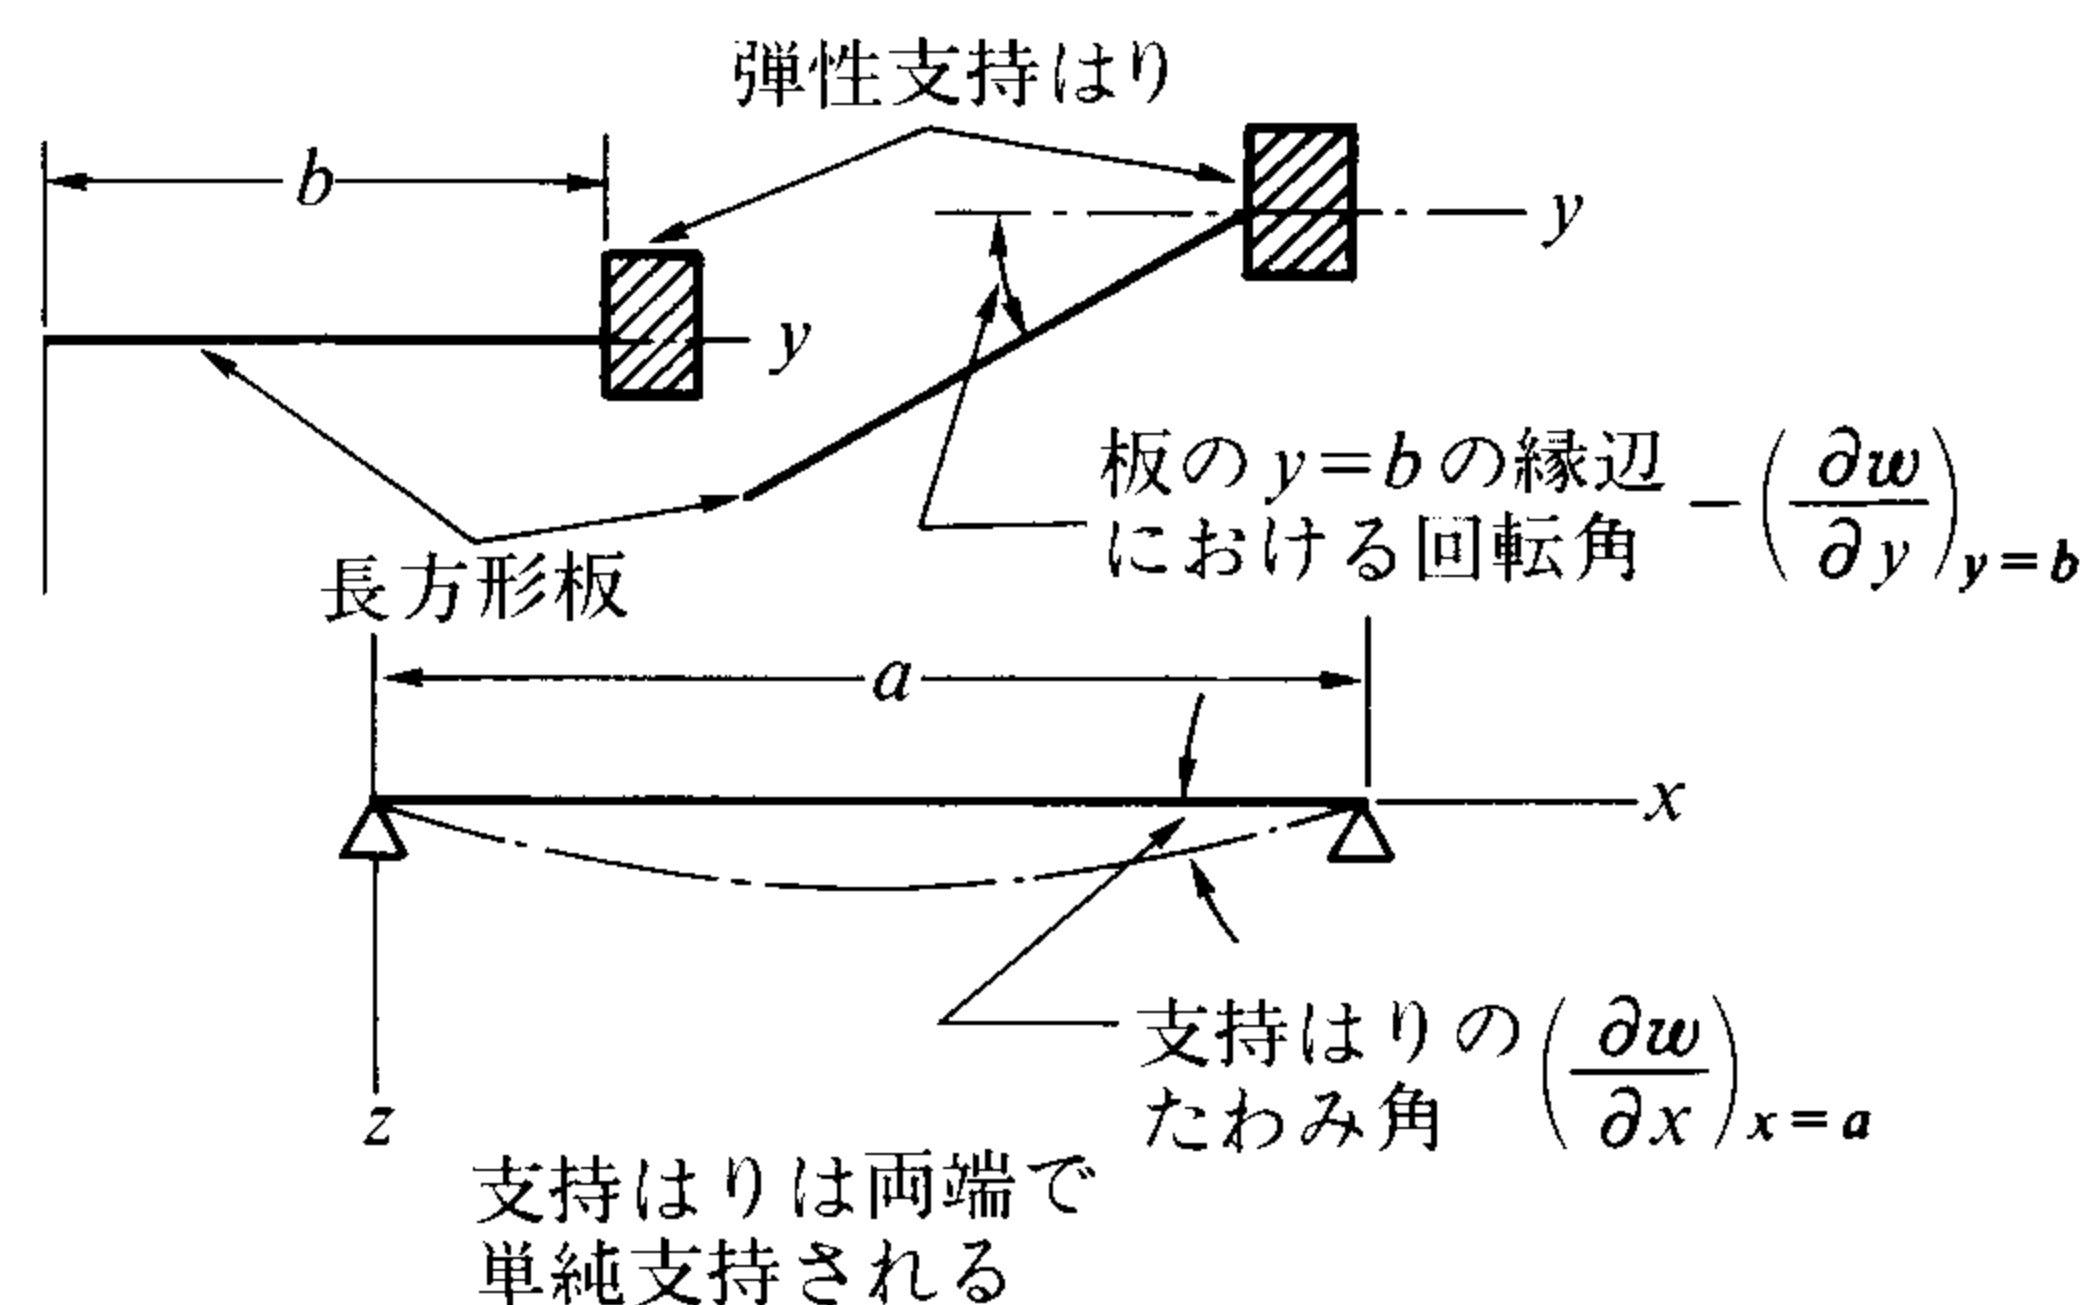 弾性支持はり
b
y
y
板の y=b の縁辺
における回転角
−(∂w/∂y)y=b
長方形板
a
x
支持はりの
たわみ角
(∂w/∂x)x=a
z
支持はりは両端で
単純支持される